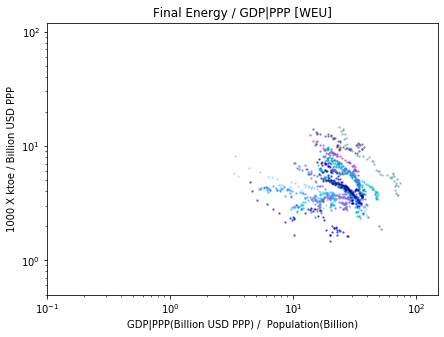 Final Energy / GDP|PPP [WEU]
1000 X ktoe / Billion USD PPP
10²
10¹
10⁰
10⁻¹ 10⁰ 10¹ 10²
GDP|PPP(Billion USD PPP) / Population(Billion)